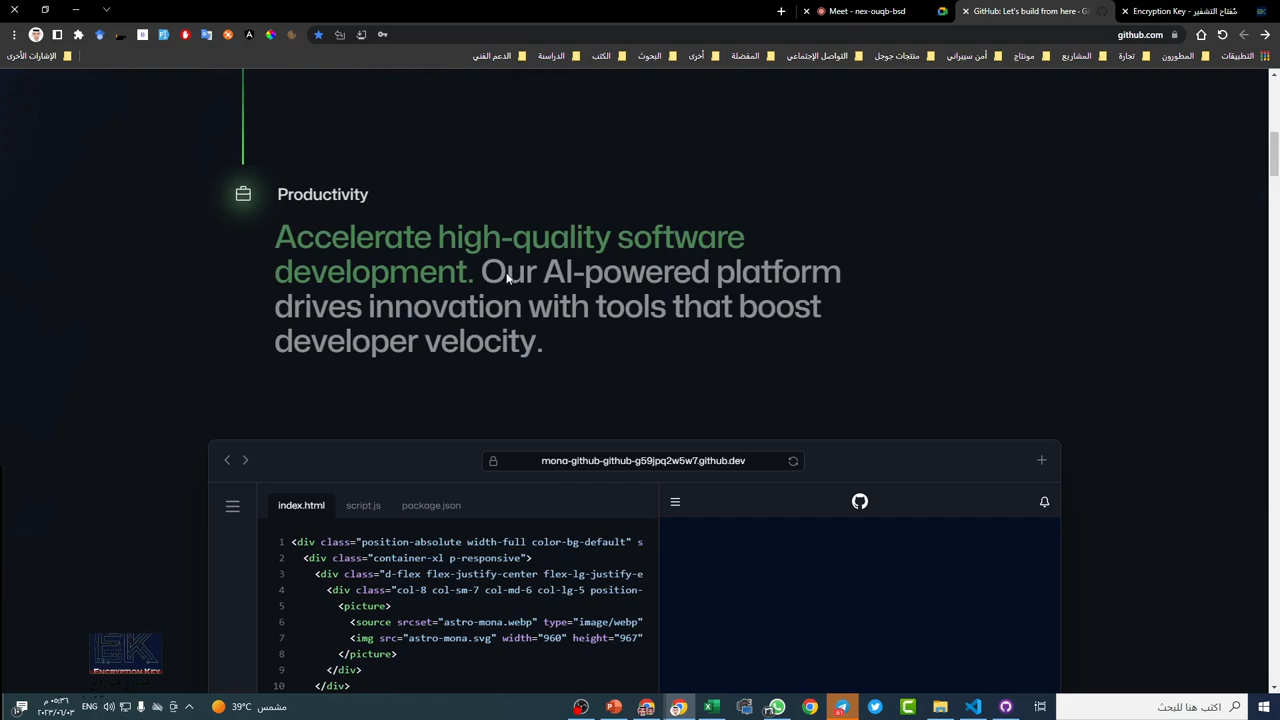 Meet - nex-ouqb-bsd
GitHub: Let's build from here · Gi
Encryption Key - مفتاح التشفير
github.com
التطبيقات
المطورون
تجارة
المشاريع
مونتاج
أمن سيبراني
منتجات جوجل
التواصل الإجتماعي
المفضلة
أخرى
البحوث
الكتب
الدراسة
الدعم الفني
الإشارات الأخرى
Productivity
Accelerate high-quality software
development. Our AI-powered platform
drives innovation with tools that boost
developer velocity.
mona-github-github-g59jpq2w5w7.github.dev
index.html script.js package.json
1 <div class="position-absolute width-full color-bg-default" s
2 <div class="container-xl p-responsive">
3 <div class="d-flex flex-justify-center flex-lg-justify-e
4 <div class="col-8 col-sm-7 col-md-6 col-lg-5 position-
5 <picture>
6 <source srcset="astro-mona.webp" type="image/webp"
7 <img src="astro-mona.svg" width="960" height="967"
8 </picture>
9 </div>
10 </div>
EK
ENCRYPTION KEY
ENG
39°C مشمس
اكتب هنا للبحث